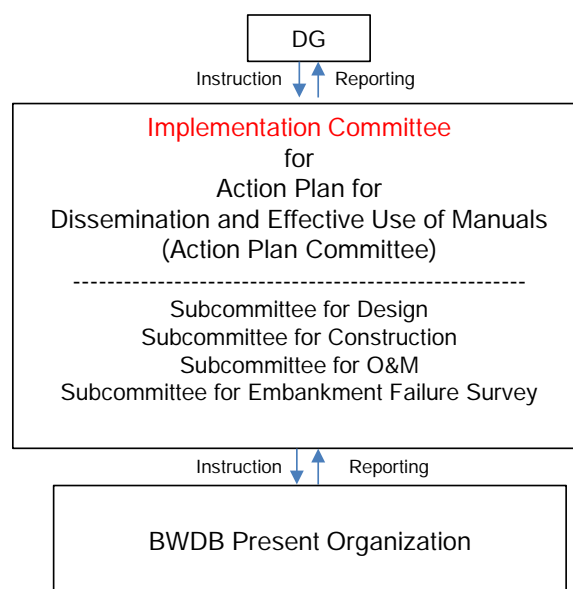 DG
Instruction Reporting
Implementation Committee
for
Action Plan for
Dissemination and Effective Use of Manuals
(Action Plan Committee)
------------------------------------------------------
Subcommittee for Design
Subcommittee for Construction
Subcommittee for O&M
Subcommittee for Embankment Failure Survey
Instruction Reporting
BWDB Present Organization